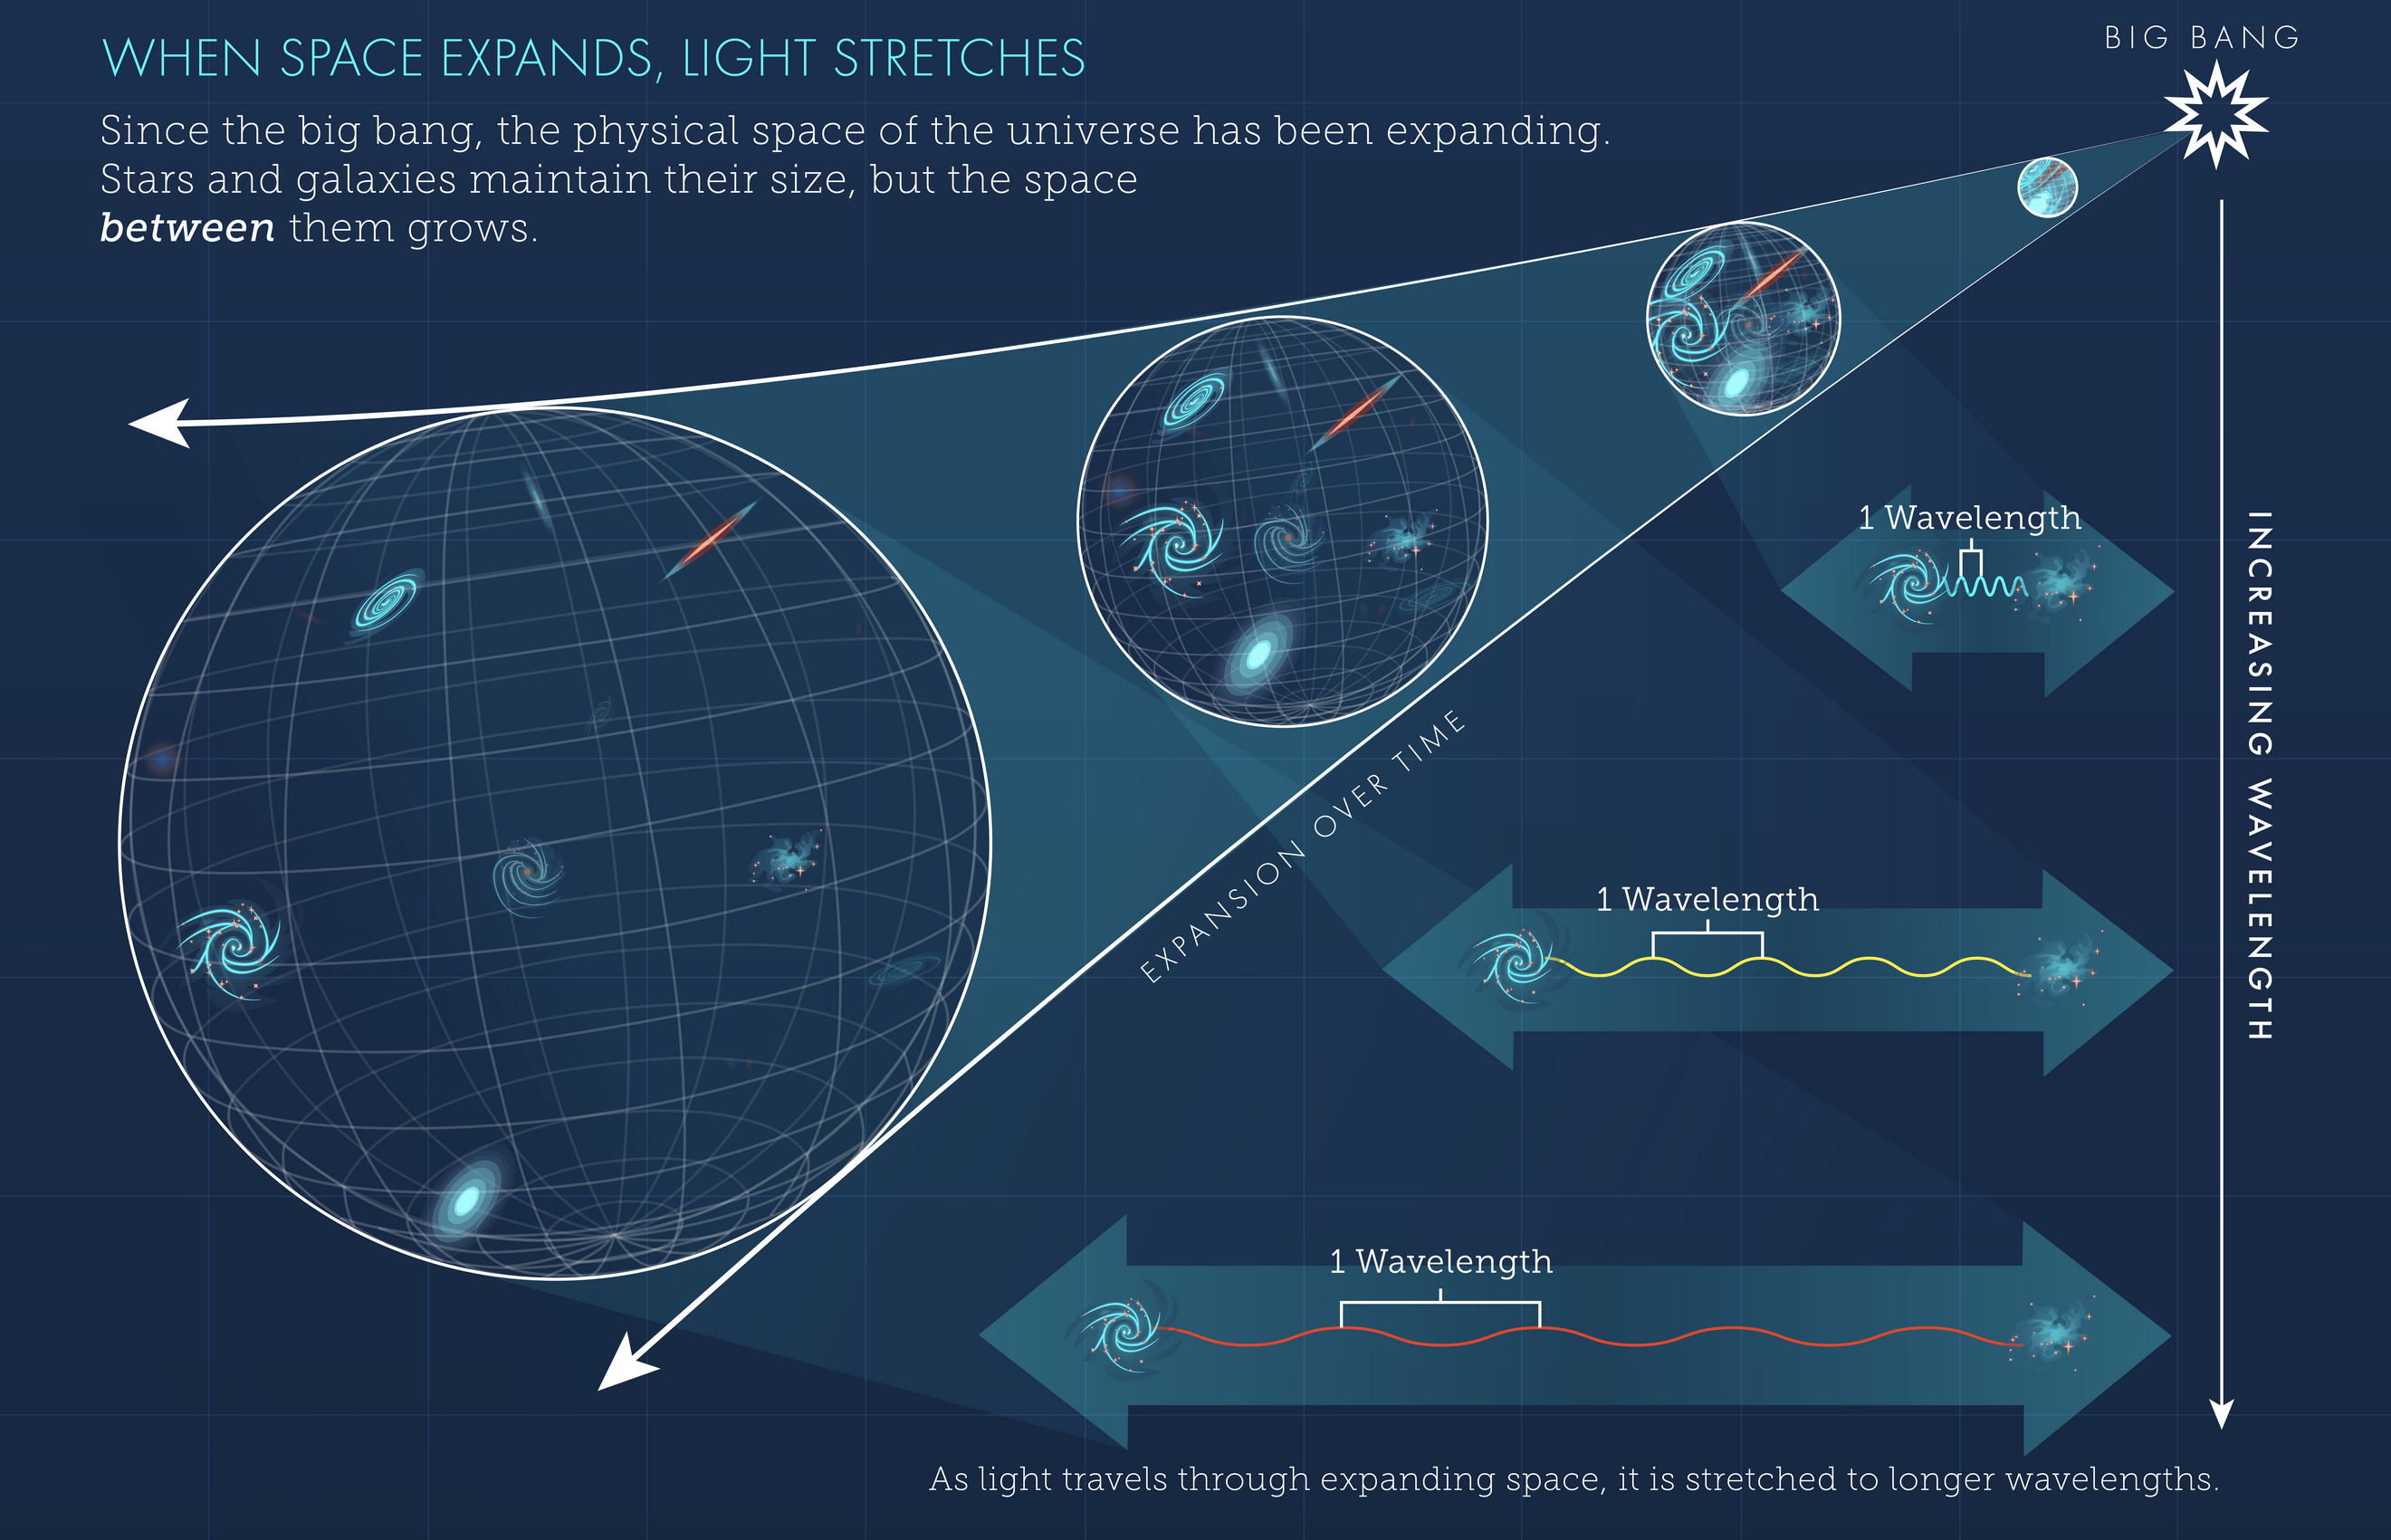 WHEN SPACE EXPANDS, LIGHT STRETCHES
Since the big bang, the physical space of the universe has been expanding.
Stars and galaxies maintain their size, but the space
between them grows.
BIG BANG
1 Wavelength
INCREASING WAVELENGTH
EXPANSION OVER TIME
1 Wavelength
1 Wavelength
As light travels through expanding space, it is stretched to longer wavelengths.